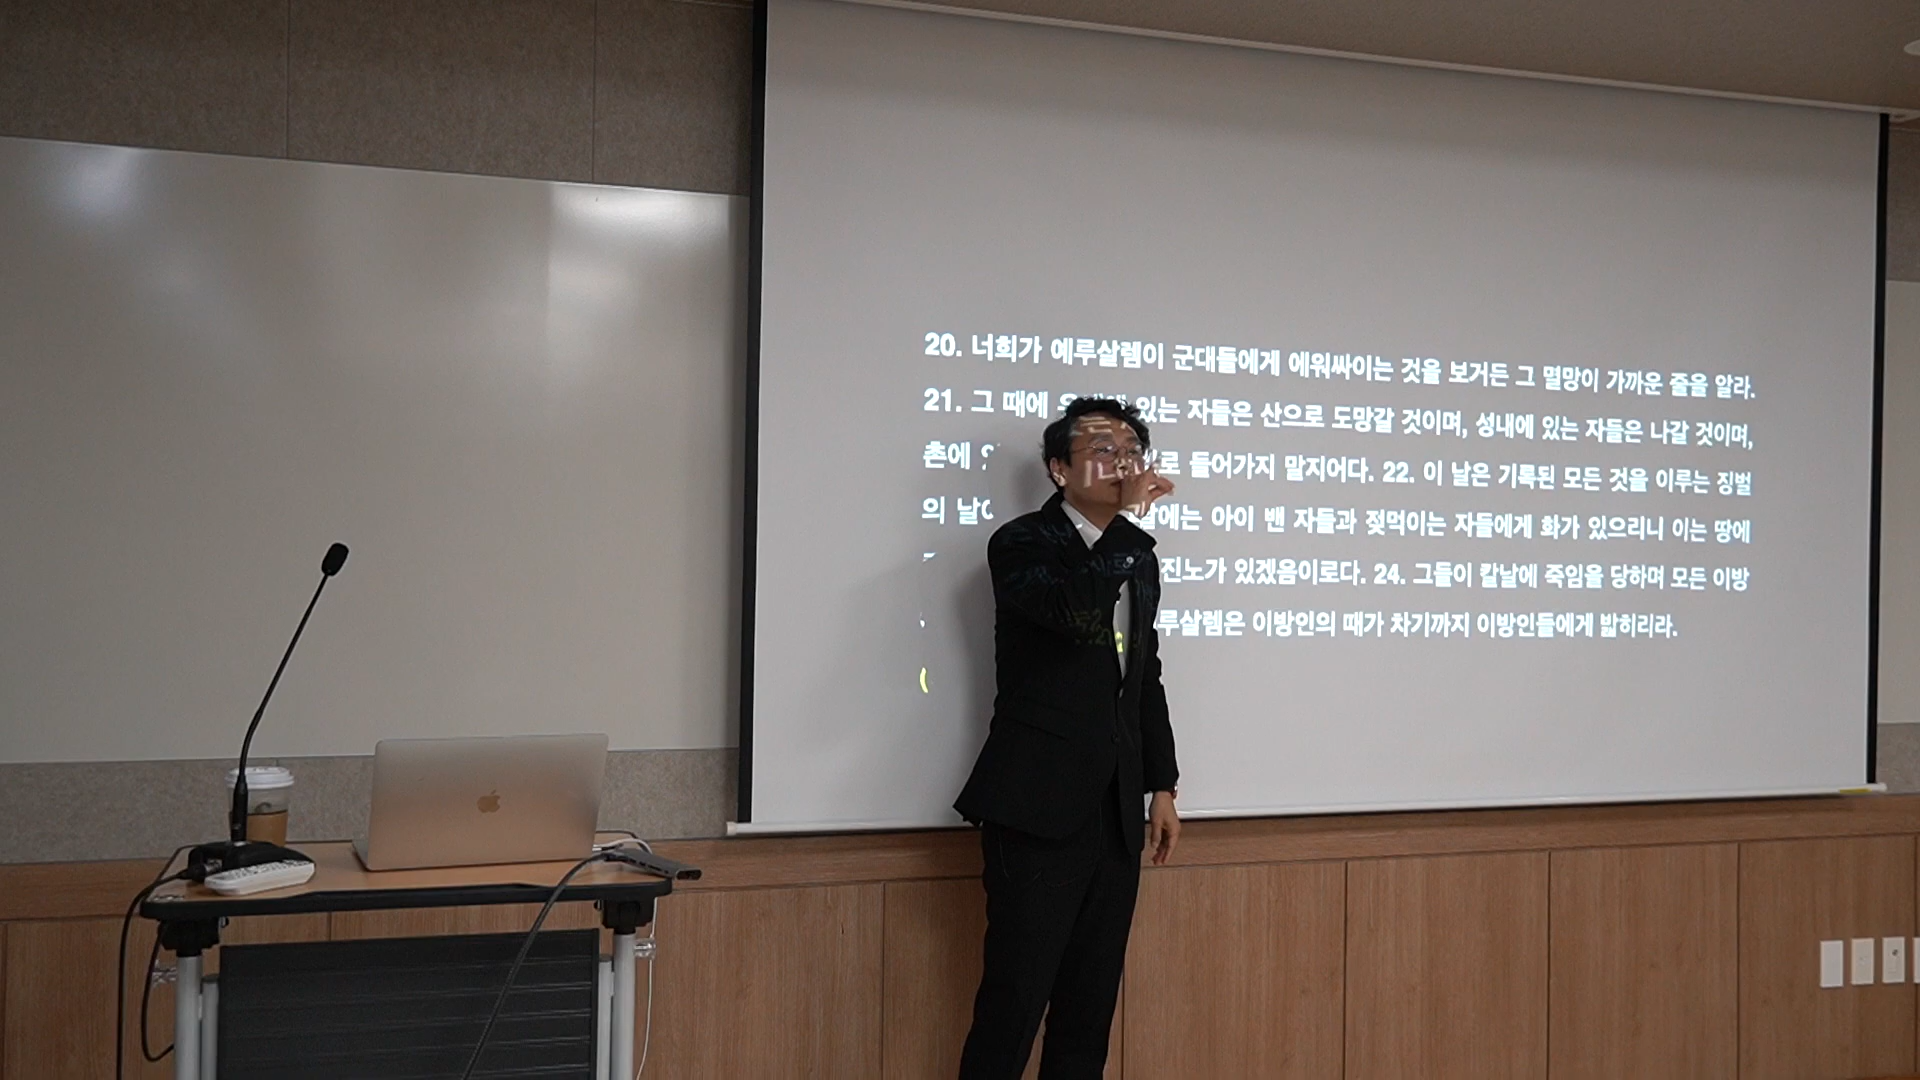 20. 너희가 예루살렘이 군대들에게 에워싸이는 것을 보거든 그 멸망이 가까운 줄을 알라.
21. 그 때에 있는 자들은 산으로 도망갈 것이며, 성내에 있는 자들은 나갈 것이며,
촌에 들어가지 말지어다. 22. 이 날은 기록된 모든 것을 이루는 징벌
의 아이 밴 자들과 젖먹이는 자들에게 화가 있으리니 이는 땅에
진노가 있겠음이로다. 24. 그들이 칼날에 죽임을 당하며 모든 이방
이방인의 때가 차기까지 이방인들에게 밟히리라.